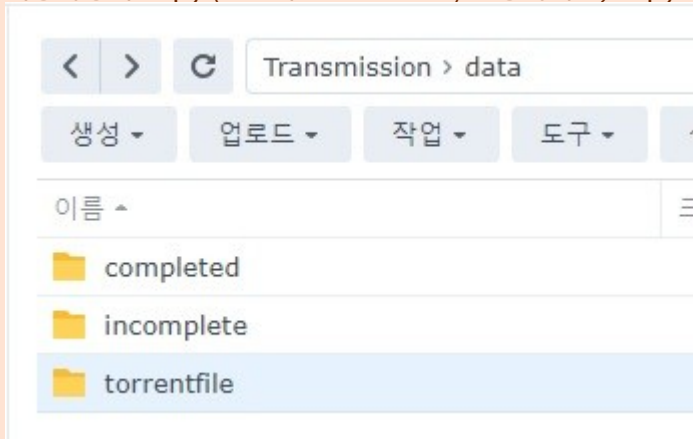 Transmission > data
생성 업로드 작업 도구
이름
completed
incomplete
torrentfile